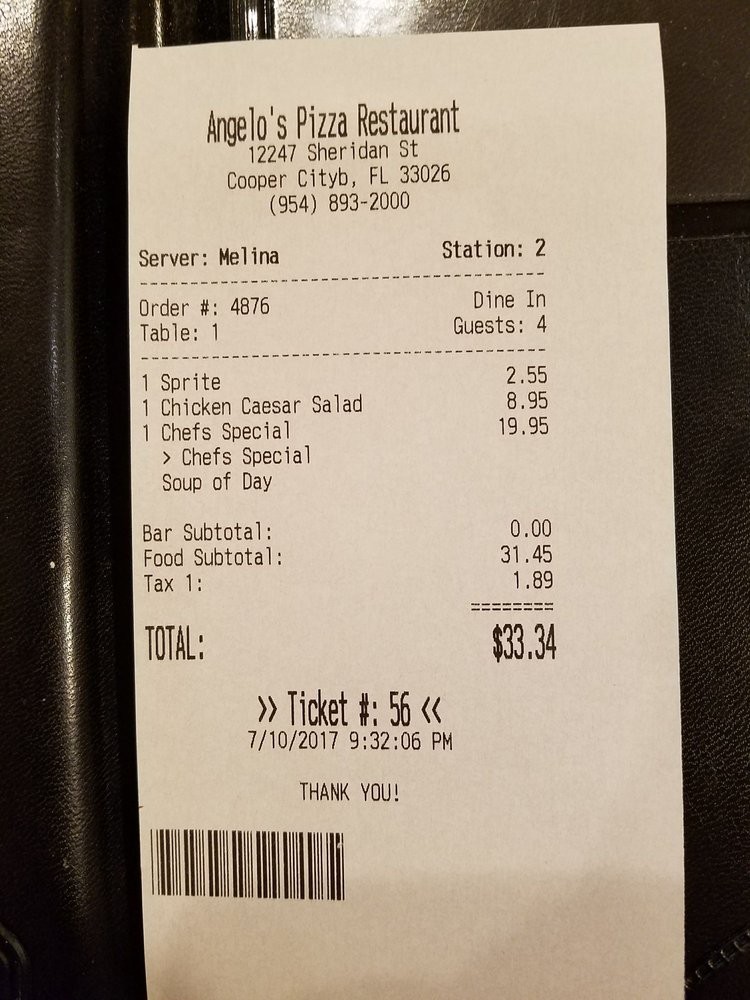 Angelo's Pizza Restaurant
12247 Sheridan St
Cooper Cityb, FL 33026
(954) 893-2000
Server: Melina Station: 2
Order #: 4876 Dine In
Table: 1 Guests: 4
1 Sprite 2.55
1 Chicken Caesar Salad 8.95
1 Chefs Special 19.95
> Chefs Special
Soup of Day
Bar Subtotal: 0.00
Food Subtotal: 31.45
Tax 1: 1.89
========
TOTAL: $33.34
>> Ticket #: 56 <<
7/10/2017 9:32:06 PM
THANK YOU!